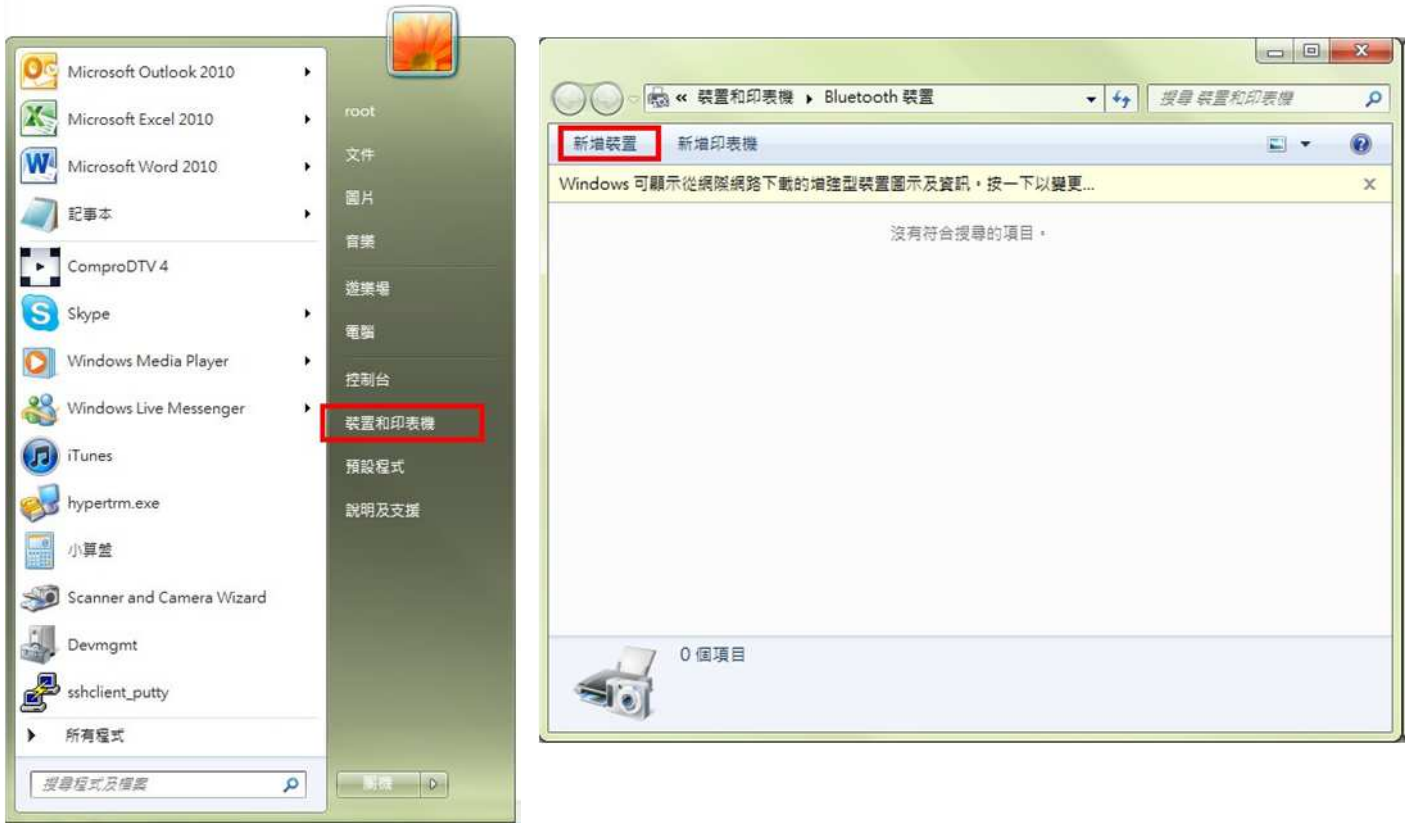 Microsoft Outlook 2010
Microsoft Excel 2010
Microsoft Word 2010
記事本
ComproDTV 4
Skype
Windows Media Player
Windows Live Messenger
iTunes
hypertrm.exe
小算盤
Scanner and Camera Wizard
Devmgmt
sshclient_putty
所有程式
搜尋程式及檔案
root
文件
圖片
音樂
遊樂場
電腦
控制台
裝置和印表機
預設程式
說明及支援
關機
« 裝置和印表機 Bluetooth 裝置
搜尋 裝置和印表機
新增裝置 新增印表機
Windows 可顯示從網際網路下載的增強型裝置圖示及資訊。按一下以變更...
沒有符合搜尋的項目。
0 個項目